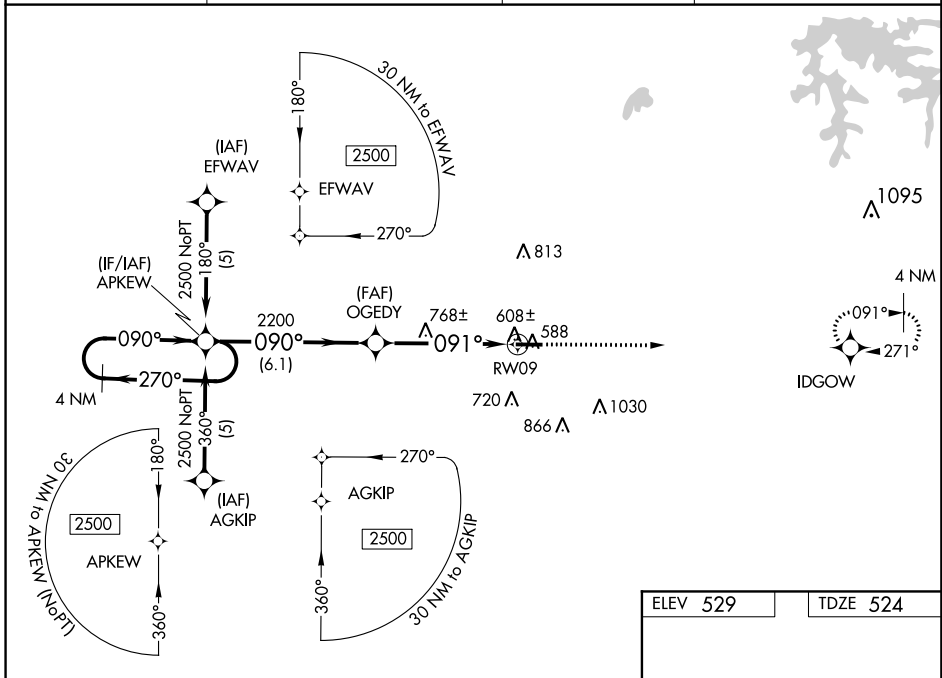 30 NM to EFWAV
180°
2500
EFWAV
270°
(IAF)
EFWAV
2500 NoPT
180°
(5)
1095
813
(IF/IAF)
APKEW
(FAF)
OGEDY
4 NM
768±
608±
588
090°
2200
090°
(6.1)
091°
RW09
091°
271°
IDGOW
270°
4 NM
2500 NoPT
360°
(5)
720
866
1030
(IAF)
AGKIP
180°
30 NM to APKEW (NoPT)
2500
APKEW
360°
270°
AGKIP
2500
360°
30 NM to AGKIP
ELEV 529
TDZE 524